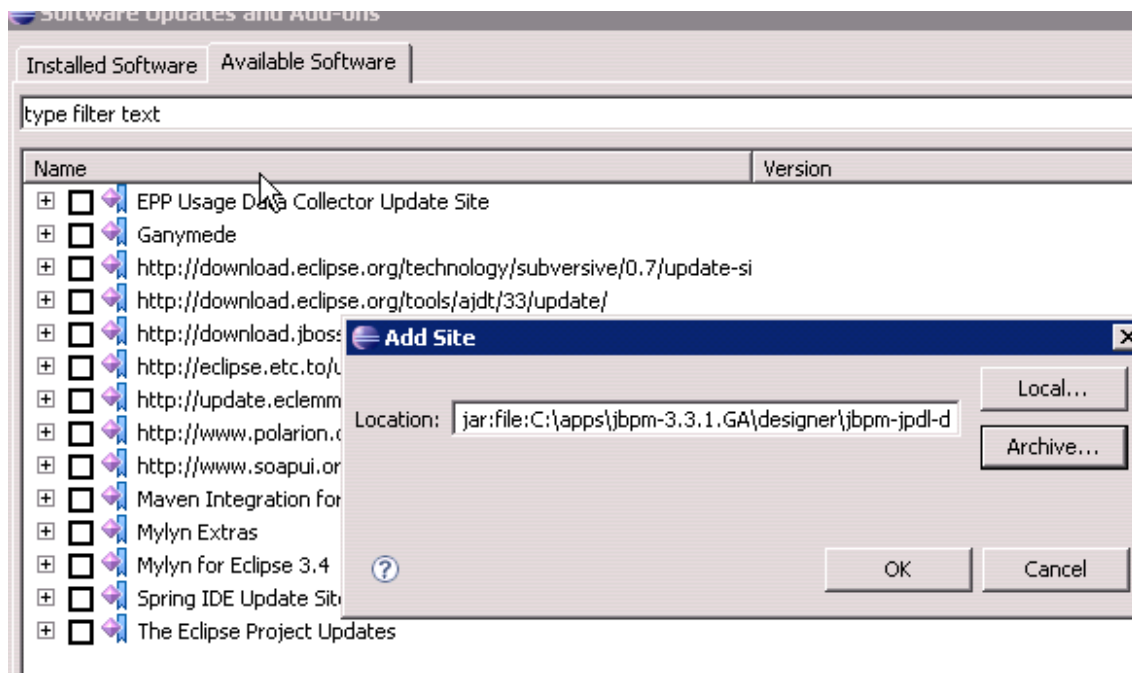 Software Updates and Add-ons
Installed Software
Available Software
type filter text
Name
Version
EPP Usage Data Collector Update Site
Ganymede
http://download.eclipse.org/technology/subversive/0.7/update-si
http://download.eclipse.org/tools/ajdt/33/update/
http://download.jboss
http://eclipse.etc.to/u
http://update.eclemm
http://www.polarion.
http://www.soapui.or
Maven Integration for
Mylyn Extras
Mylyn for Eclipse 3.4
Spring IDE Update Site
The Eclipse Project Updates
Add Site
Location:
jar:file:C:\apps\jbpm-3.3.1.GA\designer\jbpm-jpdl-d
Local...
Archive...
?
OK
Cancel